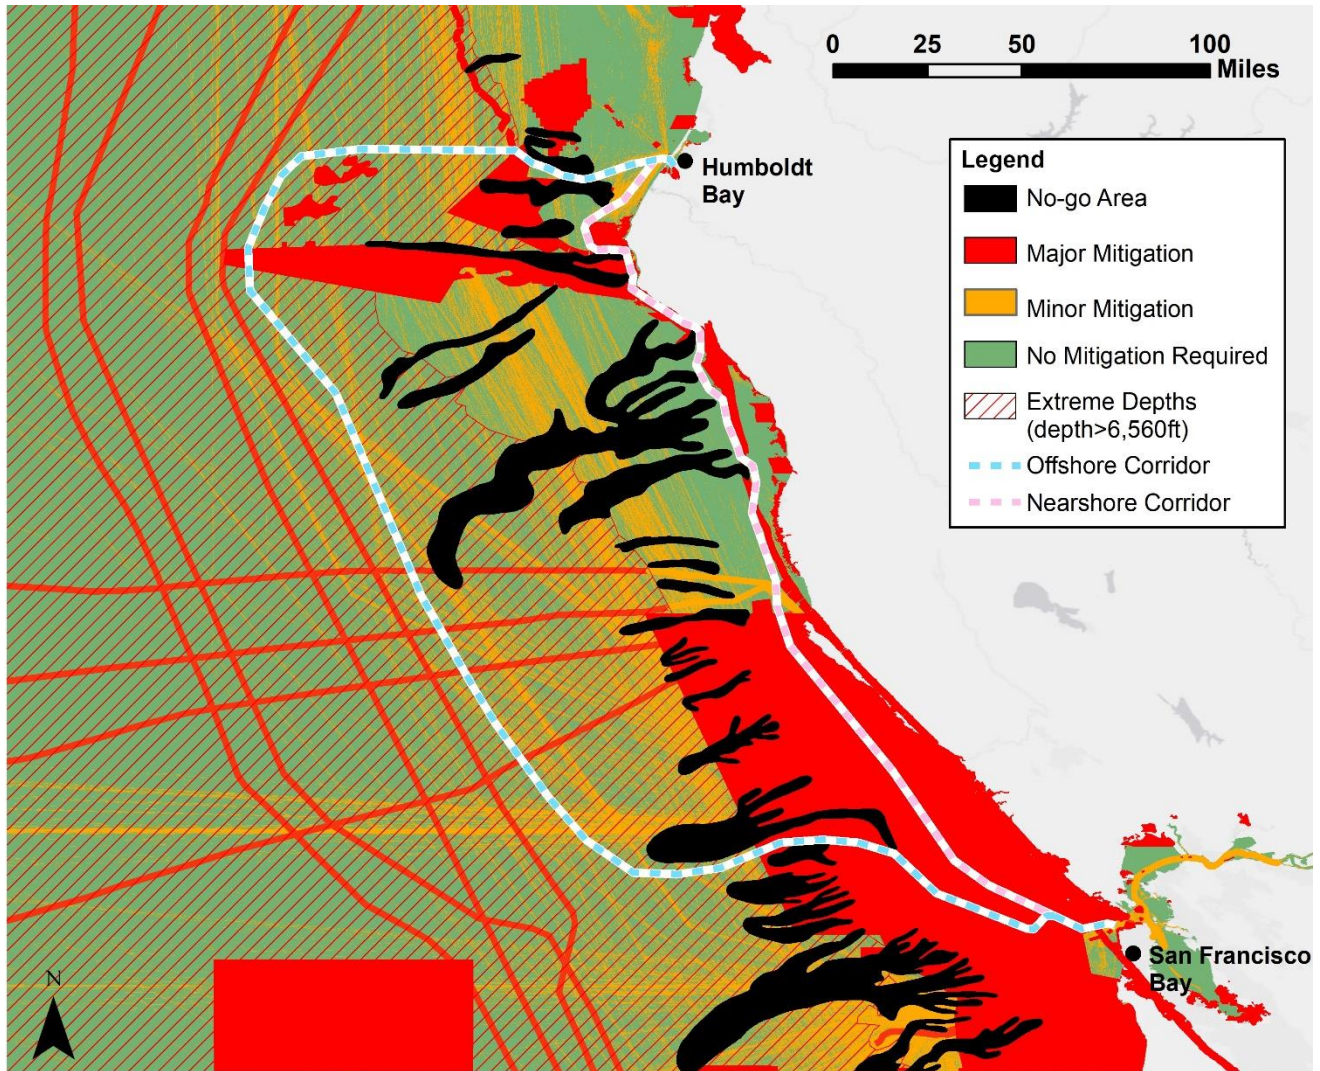 0 25 50 100
Miles
Humboldt
Bay
Legend
No-go Area
Major Mitigation
Minor Mitigation
No Mitigation Required
Extreme Depths
(depth>6,560ft)
Offshore Corridor
Nearshore Corridor
San Francisco
Bay
N